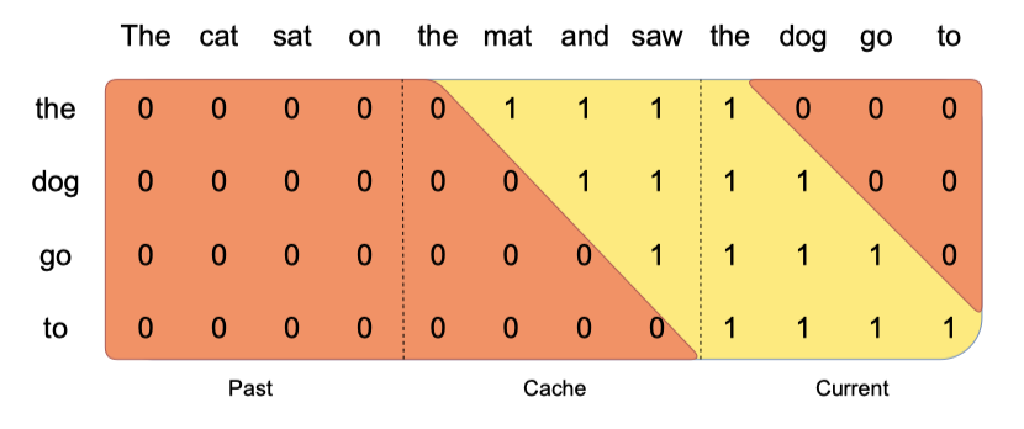 The cat sat on the mat and saw the dog go to
the 0 0 0 0 0 1 1 1 1 0 0 0
dog 0 0 0 0 0 0 1 1 1 1 0 0
go 0 0 0 0 0 0 0 1 1 1 1 0
to 0 0 0 0 0 0 0 0 1 1 1 1
Past Cache Current